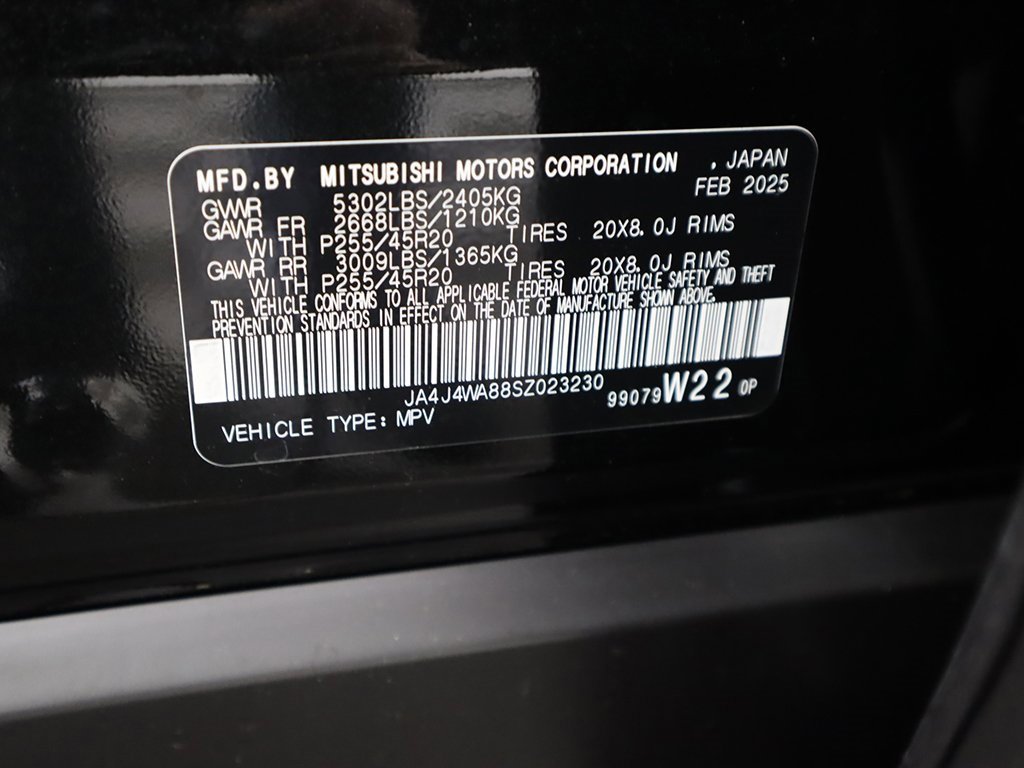 MFD.BY MITSUBISHI MOTORS CORPORATION , JAPAN
FEB 2025
GVWR 5302LBS/2405KG
GAWR FR 2668LBS/1210KG
WITH P255/45R20 TIRES 20X8.0J RIMS
GAWR RR 3009LBS/1365KG
WITH P255/45R20 TIRES 20X8.0J RIMS
THIS VEHICLE CONFORMS TO ALL APPLICABLE FEDERAL MOTOR VEHICLE SAFETY AND THEFT
PREVENTION STANDARDS IN EFFECT ON THE DATE OF MANUFACTURE SHOWN ABOVE.
JA4J4WA88SZ023230
99079 W22 OP
VEHICLE TYPE: MPV